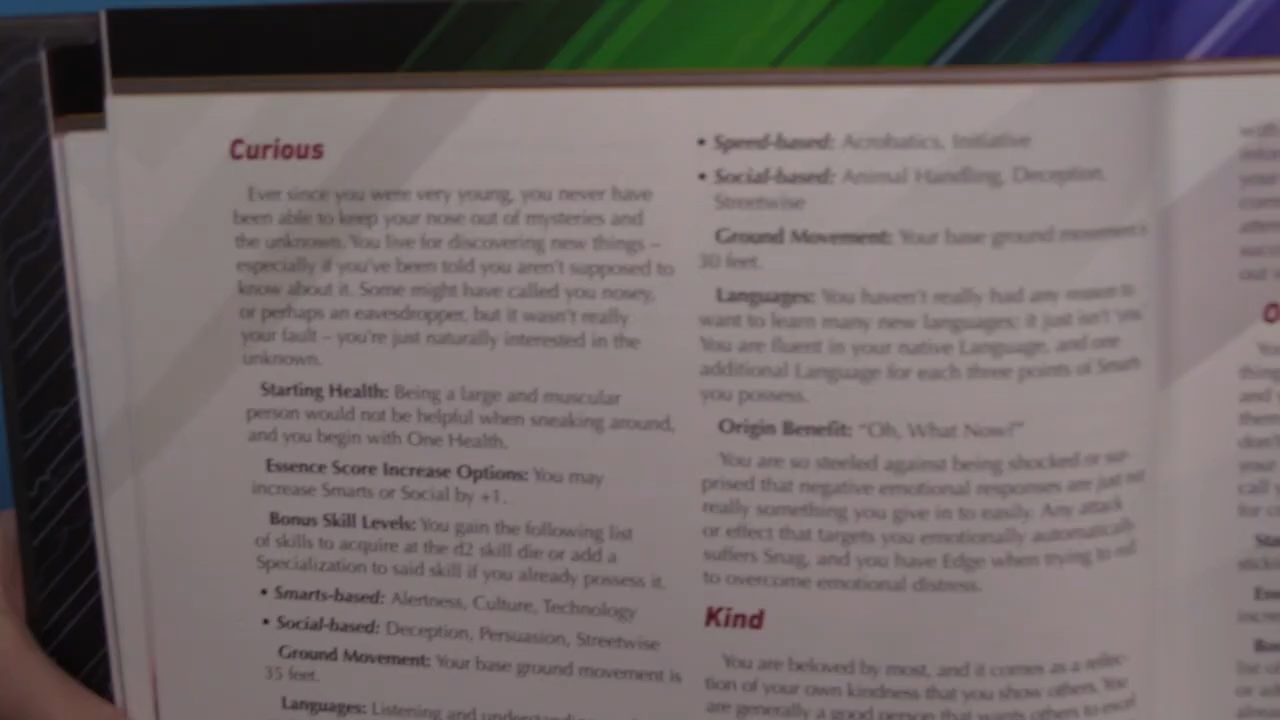 Curious
Ever since you were very young, you never have
been able to keep your nose out of mysteries and
the unknown. You live for discovering new things –
especially if you've been told you aren't supposed to
know about it. Some might have called you nosey,
or perhaps an eavesdropper, but it wasn't really
your fault – you're just naturally interested in the
unknown.
Starting Health: Being a large and muscular
person would not be helpful when sneaking around,
and you begin with One Health.
Essence Score Increase Options: You may
increase Smarts or Social by +1.
Bonus Skill Levels: You gain the following list
of skills to acquire at the d2 skill die or add a
Specialization to said skill if you already possess it.
• Smarts-based: Alertness, Culture, Technology
• Social-based: Deception, Persuasion, Streetwise
Ground Movement: Your base ground movement is
35 feet.
Languages: Listening and understanding
• Speed-based: Acrobatics, Initiative
• Social-based: Animal Handling, Deception,
Streetwise
Ground Movement: Your base ground movement is
30 feet.
Languages: You haven't really had any reason to
want to learn many new languages; it just isn't you.
You are fluent in your native Language, and one
additional Language for each three points of Smarts
you possess.
Origin Benefit: "Oh, What Now?"
You are so steeled against being shocked or sur-
prised that negative emotional responses are just not
really something you give in to easily. Any attack
or effect that targets you emotionally automatically
suffers Snag, and you have Edge when trying to roll
to overcome emotional distress.
Kind
You are beloved by most, and it comes as a reflec-
tion of your own kindness that you show others. You
are generally a good person that wants others to excel